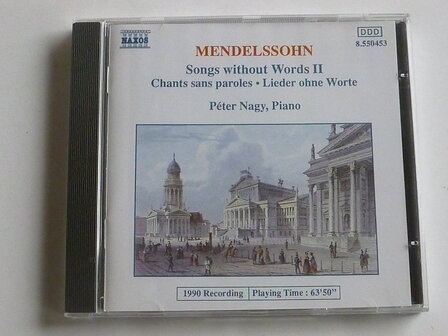 NAXOS
DDD
8.550453
MENDELSSOHN
Songs without Words II
Chants sans paroles • Lieder ohne Worte
Péter Nagy, Piano
1990 Recording
Playing Time : 63'50"